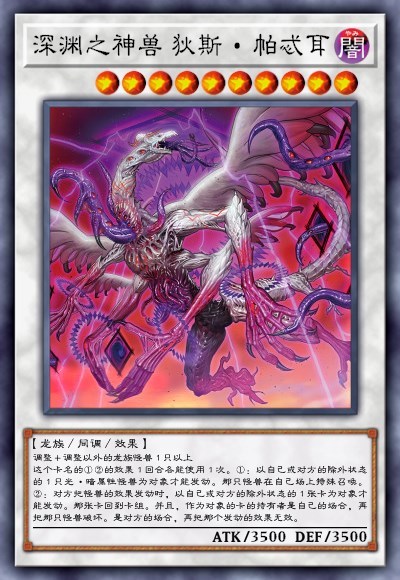 深渊之神兽 狄斯·帕忒耳
やみ
闇
【龙族／同调／效果】
调整＋调整以外的龙族怪兽1只以上
这个卡名的①②的效果1回合各能使用1次。①：以自己或对方的除外状态
的1只光·暗属性怪兽为对象才能发动。那只怪兽在自己场上特殊召唤。
②：对方把怪兽的效果发动时，以自己或对方的除外状态的1张卡为对象才
能发动。那张卡回到卡组。并且，作为对象的卡的持有者是自己的场合，再
把那只怪兽破坏。是对方的场合，再把那个发动的效果无效。
ATK/3500 DEF/3500